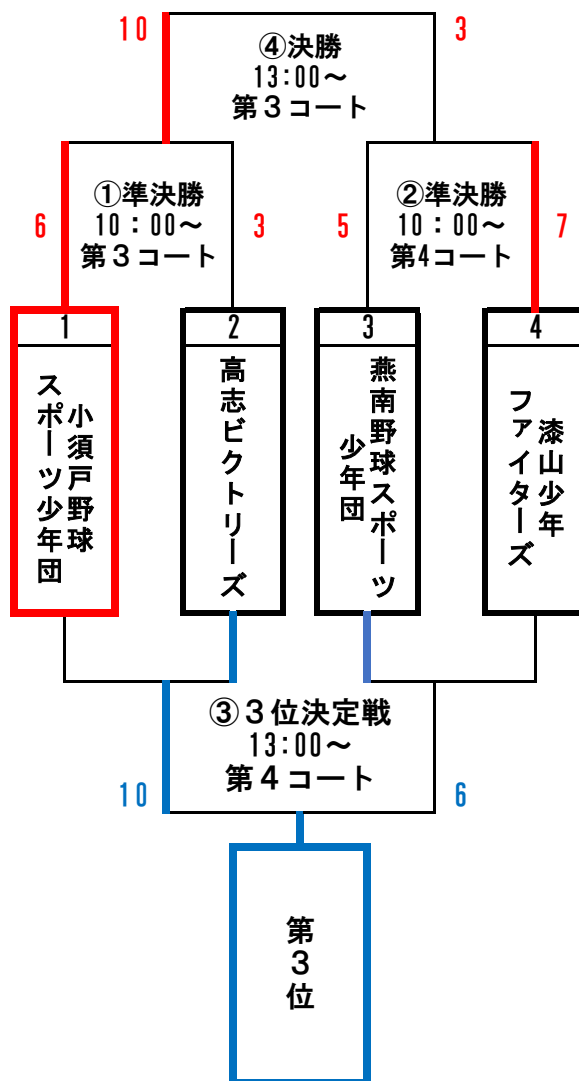 10
3
④決勝
13:00～
第３コート
①準決勝
10：00～
第３コート
6
3
②準決勝
10：00～
第4コート
5
7
1
小須戸野球
スポーツ少年団
2
高志ビクトリーズ
3
燕南野球スポーツ
少年団
4
漆山少年
ファイターズ
③３位決定戦
13:00～
第４コート
10
6
第３位